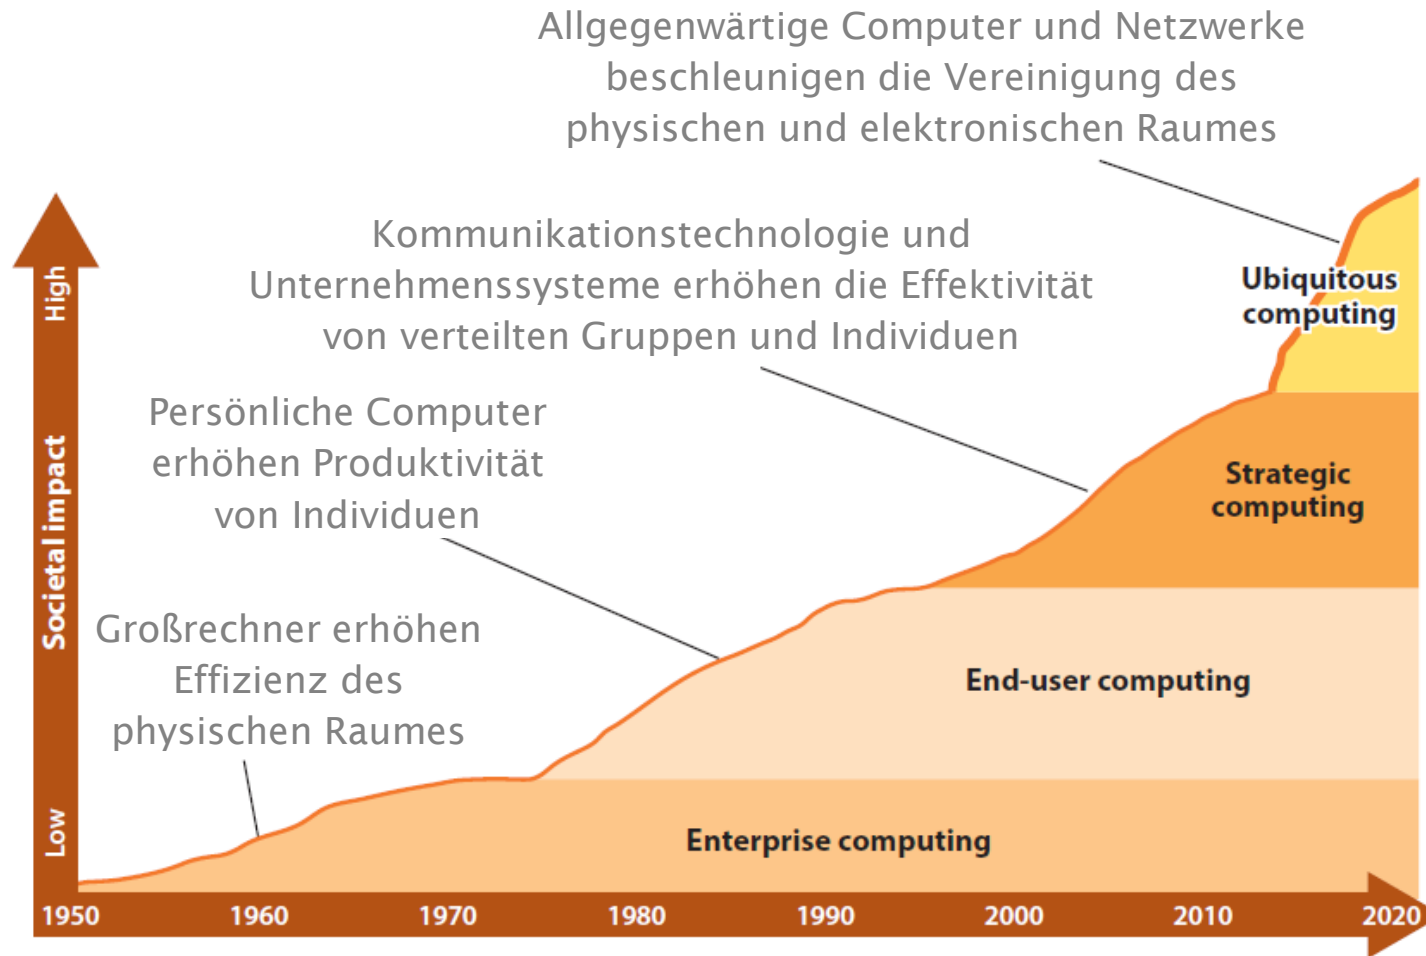 Allgegenwärtige Computer und Netzwerke
beschleunigen die Vereinigung des
physischen und elektronischen Raumes
Kommunikationstechnologie und
Unternehmenssysteme erhöhen die Effektivität
von verteilten Gruppen und Individuen
Persönliche Computer
erhöhen Produktivität
von Individuen
Großrechner erhöhen
Effizienz des
physischen Raumes
High
Societal impact
Low
Ubiquitous
computing
Strategic
computing
End-user computing
Enterprise computing
1950 1960 1970 1980 1990 2000 2010 2020